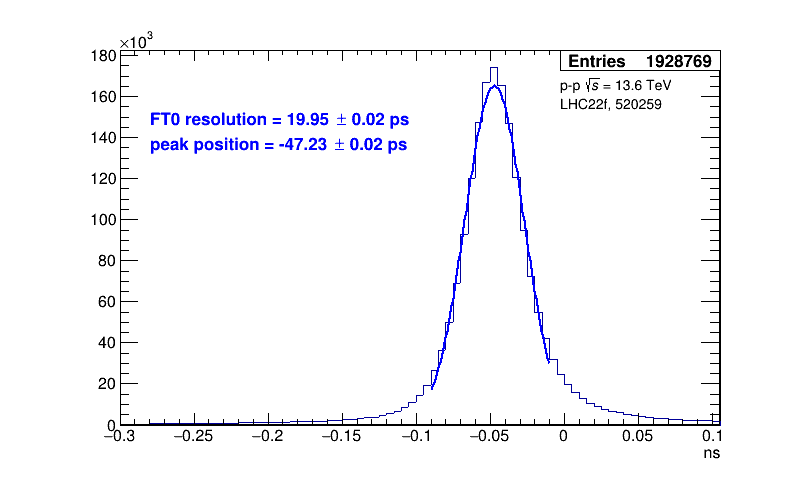 ×10³
Entries 1928769
p-p √s = 13.6 TeV
LHC22f, 520259
FT0 resolution = 19.95 ± 0.02 ps
peak position = -47.23 ± 0.02 ps
180
160
140
120
100
80
60
40
20
0
−0.3 −0.25 −0.2 −0.15 −0.1 −0.05 0 0.05 0.1
ns